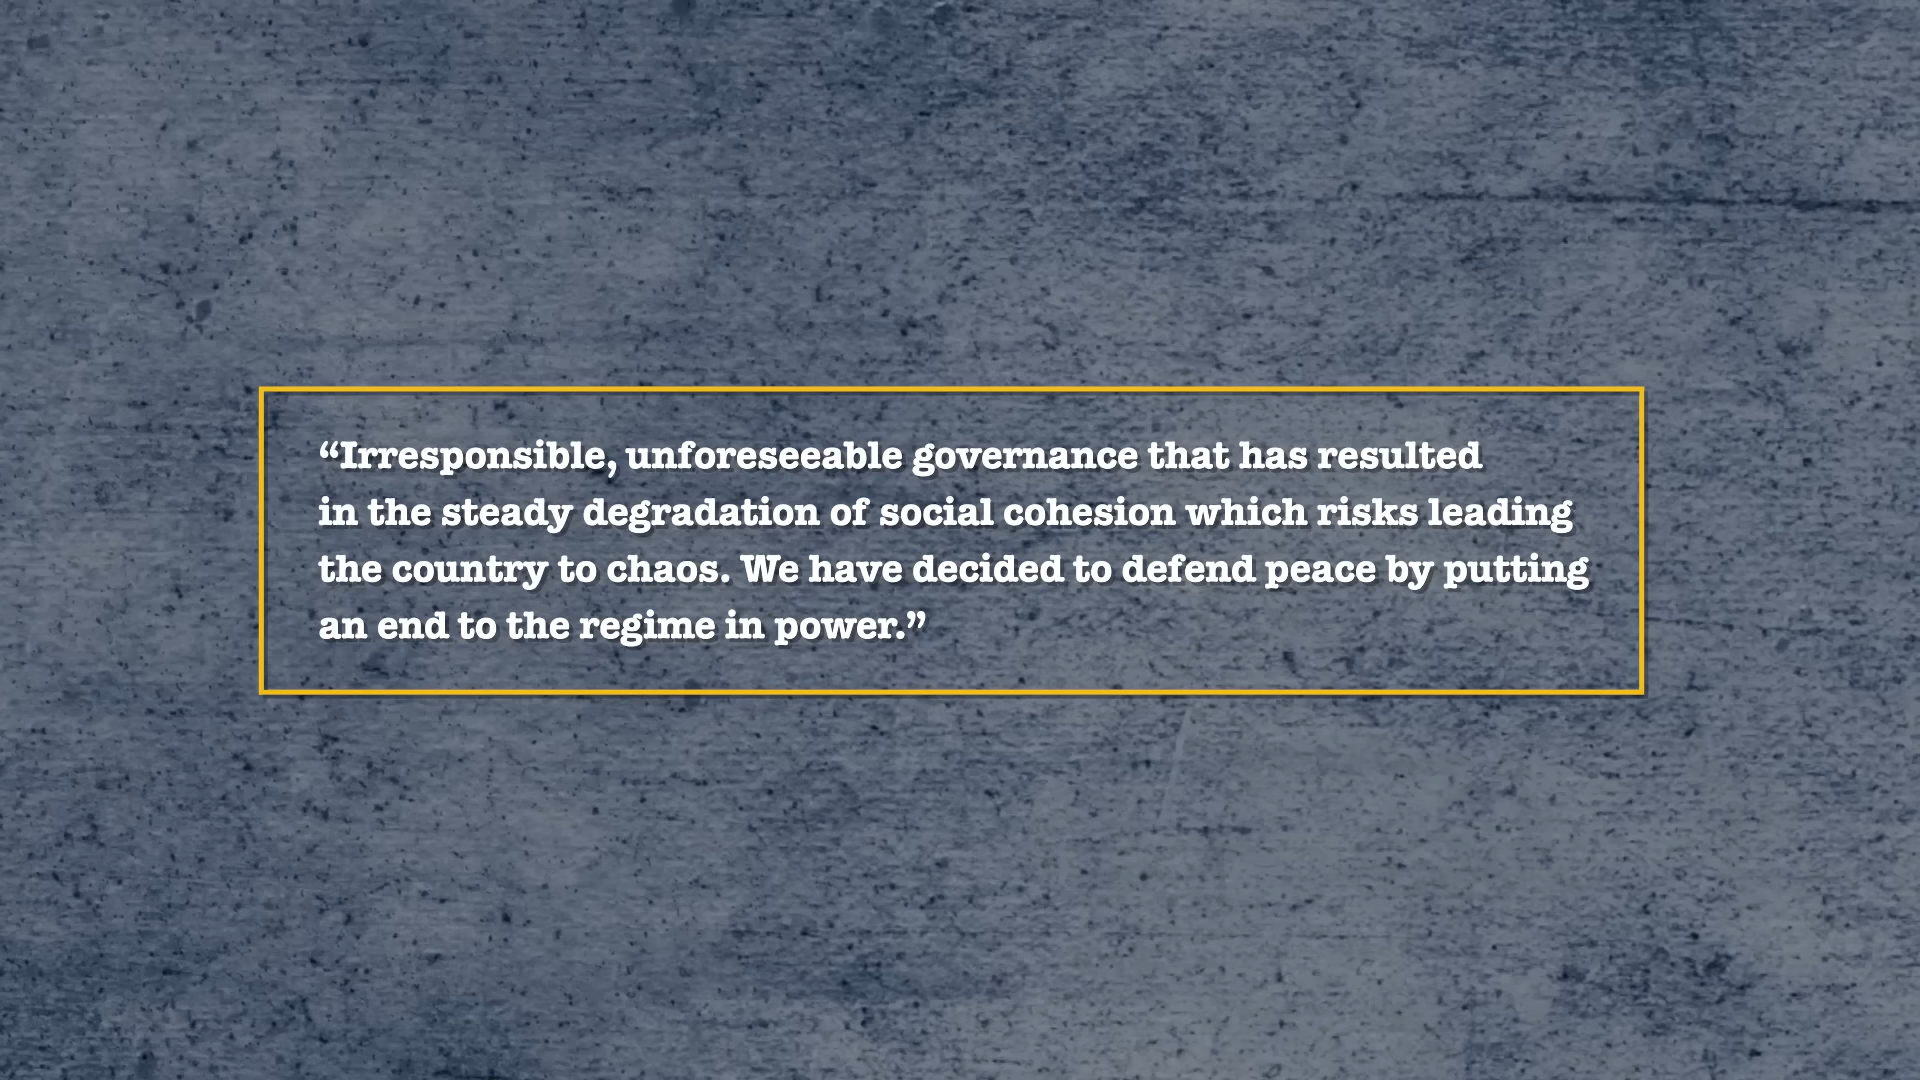 “Irresponsible, unforeseeable governance that has resulted
in the steady degradation of social cohesion which risks leading
the country to chaos. We have decided to defend peace by putting
an end to the regime in power.”